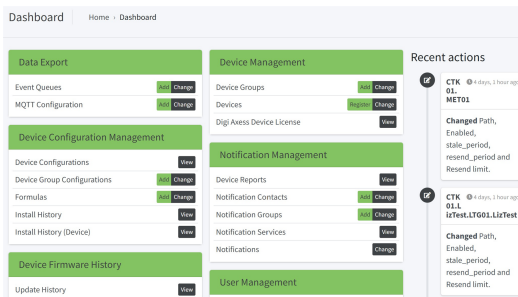 Dashboard
Home › Dashboard
Data Export
Event Queues Add Change
MQTT Configuration Add Change
Device Configuration Management
Device Configurations View
Device Group Configurations Add Change
Formulas Add Change
Install History View
Install History (Device) View
Device Firmware History
Update History View
Device Management
Device Groups Add Change
Devices Register Change
Digi Axess Device License View
Notification Management
Device Reports View
Notification Contacts Add Change
Notification Groups Add Change
Notification Services View
Notifications Change
User Management
Recent actions
CTK 4 days, 1 hour ago
01.
MET01
Changed Path,
Enabled,
stale_period,
resend_period and
Resend limit.
CTK 4 days, 1 hour ago
01.L
izTest.LTG01.LizTest
Changed Path,
Enabled,
stale_period,
resend_period and
Resend limit.